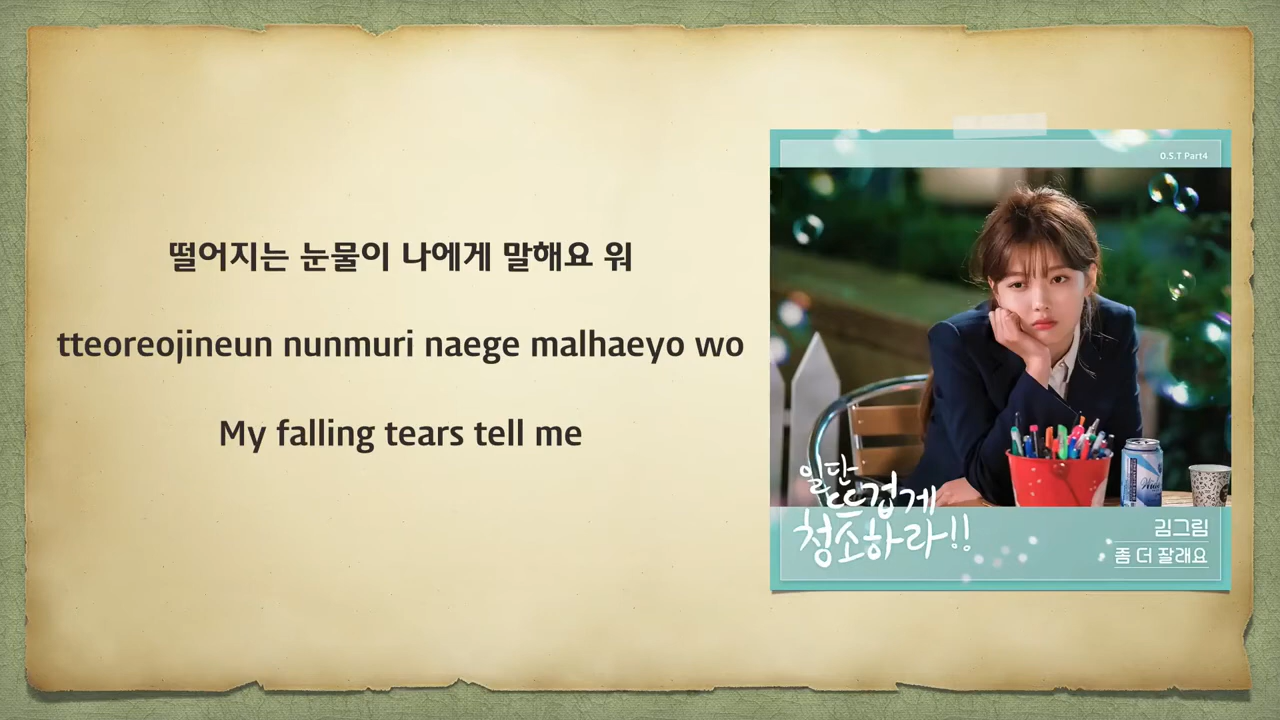 떨어지는 눈물이 나에게 말해요 워
tteoreojineun nunmuri naege malhaeyo wo
My falling tears tell me
O.S.T Part4
일단
뜨겁게
청소하라!!
김그림
좀 더 잘래요